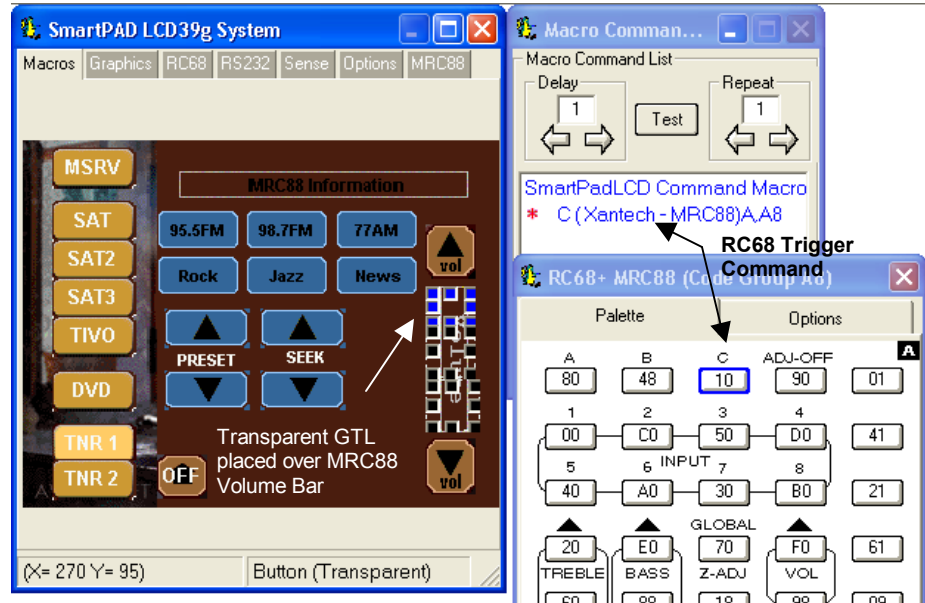 SmartPAD LCD39g System
Macros Graphics RC68 RS232 Sense Options MRC88
MSRV
SAT
SAT2
SAT3
TIVO
DVD
TNR 1
TNR 2
MRC88 Information
95.5FM 98.7FM 77AM
Rock Jazz News
PRESET SEEK
OFF
vol
vol
Transparent GTL
placed over MRC88
Volume Bar
(X= 270 Y= 95) Button (Transparent)
Macro Comman...
Macro Command List
Delay Repeat
1 Test 1
SmartPadLCD Command Macro
* C (Xantech - MRC88)A,A8
RC68 Trigger
Command
RC68+ MRC88 (Code Group A8)
Palette Options
A
A B C ADJ-OFF
80 48 10 90 01
1 2 3 4
00 C0 50 D0 41
INPUT
5 6 7 8
40 A0 30 B0 21
GLOBAL
20 E0 70 F0 61
TREBLE BASS Z-ADJ VOL